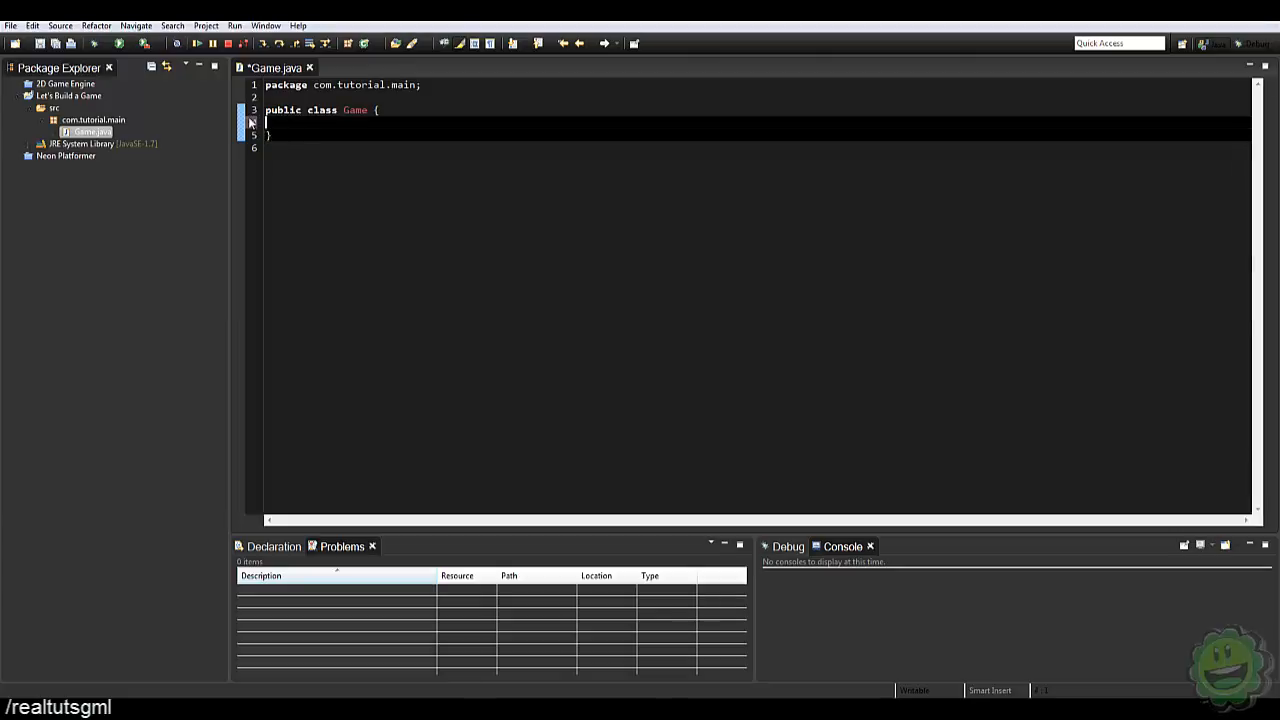 File Edit Source Refactor Navigate Search Project Run Window Help
Quick Access
Java
Debug
Package Explorer
*Game.java
2D Game Engine
Let's Build a Game
src
com.tutorial.main
Game.java
JRE System Library [JavaSE-1.7]
Neon Platformer
1 package com.tutorial.main;
2
3 public class Game {
5 }
6
Declaration Problems
0 items
Description Resource Path Location Type
Debug Console
No consoles to display at this time.
Writable Smart Insert 4 : 1
/realtutsgml